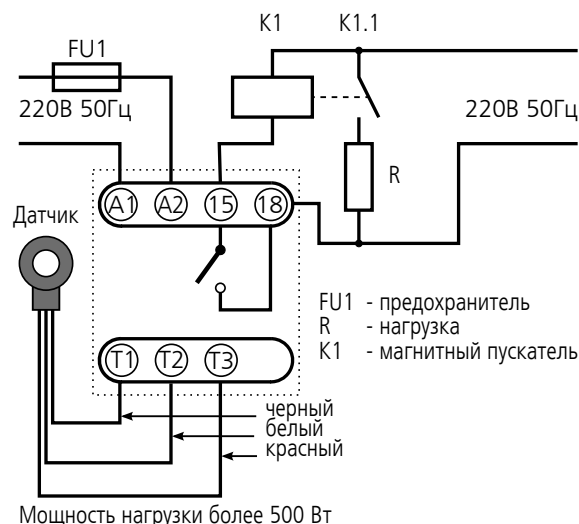 K1 K1.1
FU1
220В 50Гц 220В 50Гц
R
A1 A2 15 18
Датчик
FU1 - предохранитель
R - нагрузка
K1 - магнитный пускатель
T1 T2 T3
черный
белый
красный
Мощность нагрузки более 500 Вт